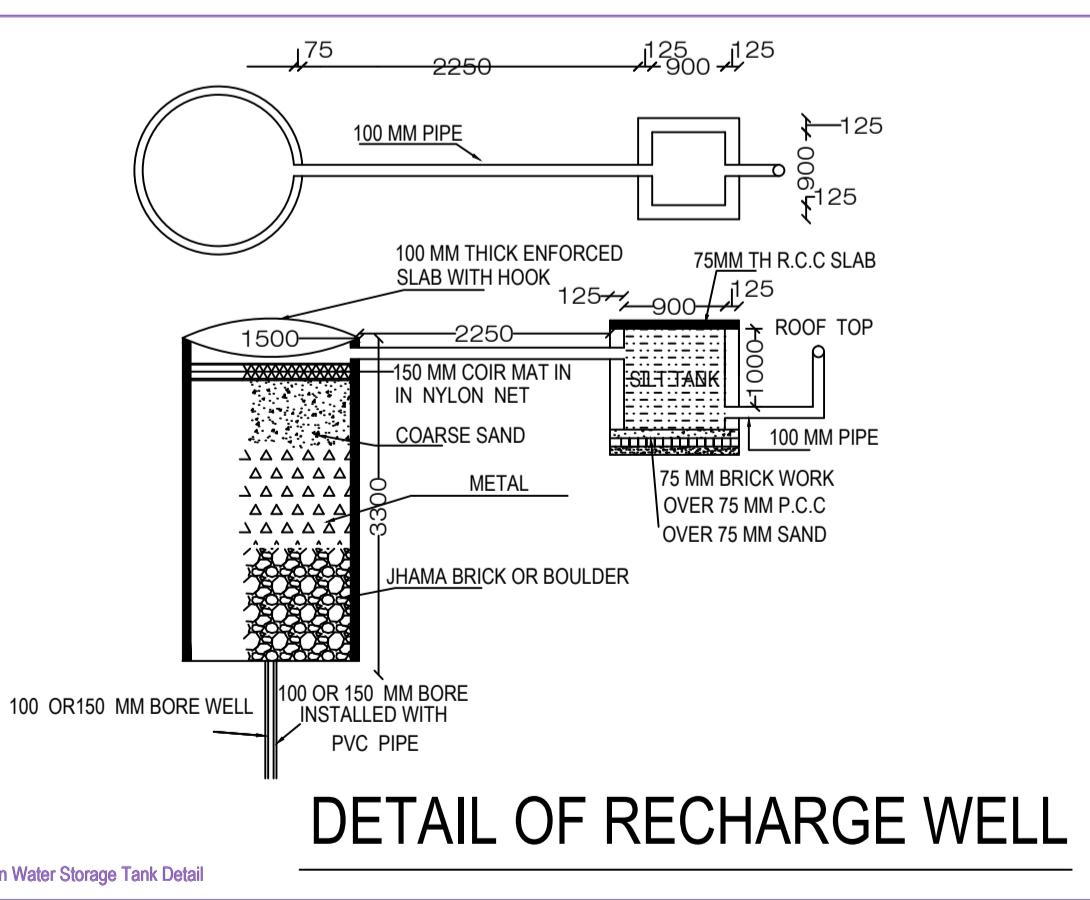 75
2250
125
900
125
100 MM PIPE
125
900
125
100 MM THICK ENFORCED
SLAB WITH HOOK
75MM TH R.C.C SLAB
125
900
125
1500
2250
1000
ROOF TOP
150 MM COIR MAT IN
IN NYLON NET
SILT TANK
COARSE SAND
100 MM PIPE
METAL
3300
75 MM BRICK WORK
OVER 75 MM P.C.C
OVER 75 MM SAND
JHAMA BRICK OR BOULDER
100 OR150 MM BORE WELL
100 OR 150 MM BORE
INSTALLED WITH
PVC PIPE
DETAIL OF RECHARGE WELL
n Water Storage Tank Detail